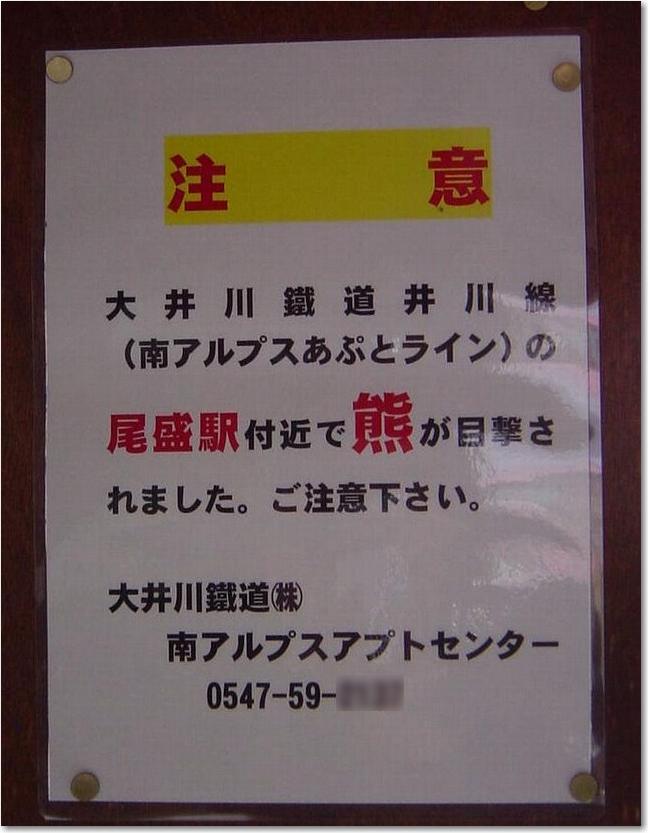 注意
大井川鐵道井川線
（南アルプスあぷとライン）の
尾盛駅付近で熊が目撃さ
れました。ご注意下さい。
大井川鐵道㈱
南アルプスアプトセンター
0547-59-